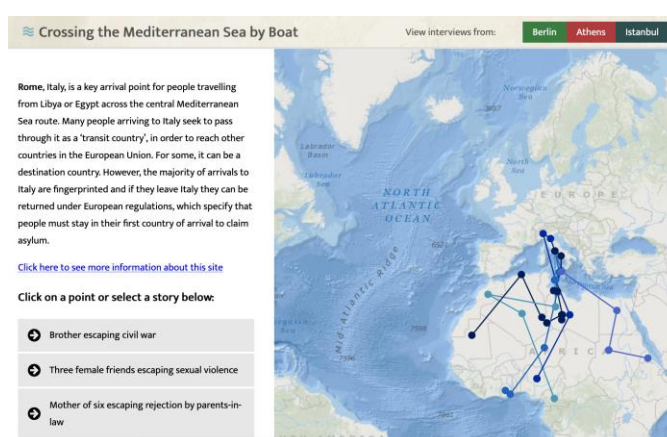 Crossing the Mediterranean Sea by Boat
View interviews from:
Berlin
Athens
Istanbul
Rome, Italy, is a key arrival point for people travelling
from Libya or Egypt across the central Mediterranean
Sea route. Many people arriving to Italy seek to pass
through it as a ‘transit country’, in order to reach other
countries in the European Union. For some, it can be a
destination country. However, the majority of arrivals to
Italy are fingerprinted and if they leave Italy they can be
returned under European regulations, which specify that
people must stay in their first country of arrival to claim
asylum.
Click here to see more information about this site
Click on a point or select a story below:
Brother escaping civil war
Three female friends escaping sexual violence
Mother of six escaping rejection by parents-in-
law
Norwegian
Sea
Labrador
Basin
Labrador
Sea
North
Sea
NORTH
ATLANTIC
OCEAN
EUROPE
Mid-Atlantic Ridge
AFRICA